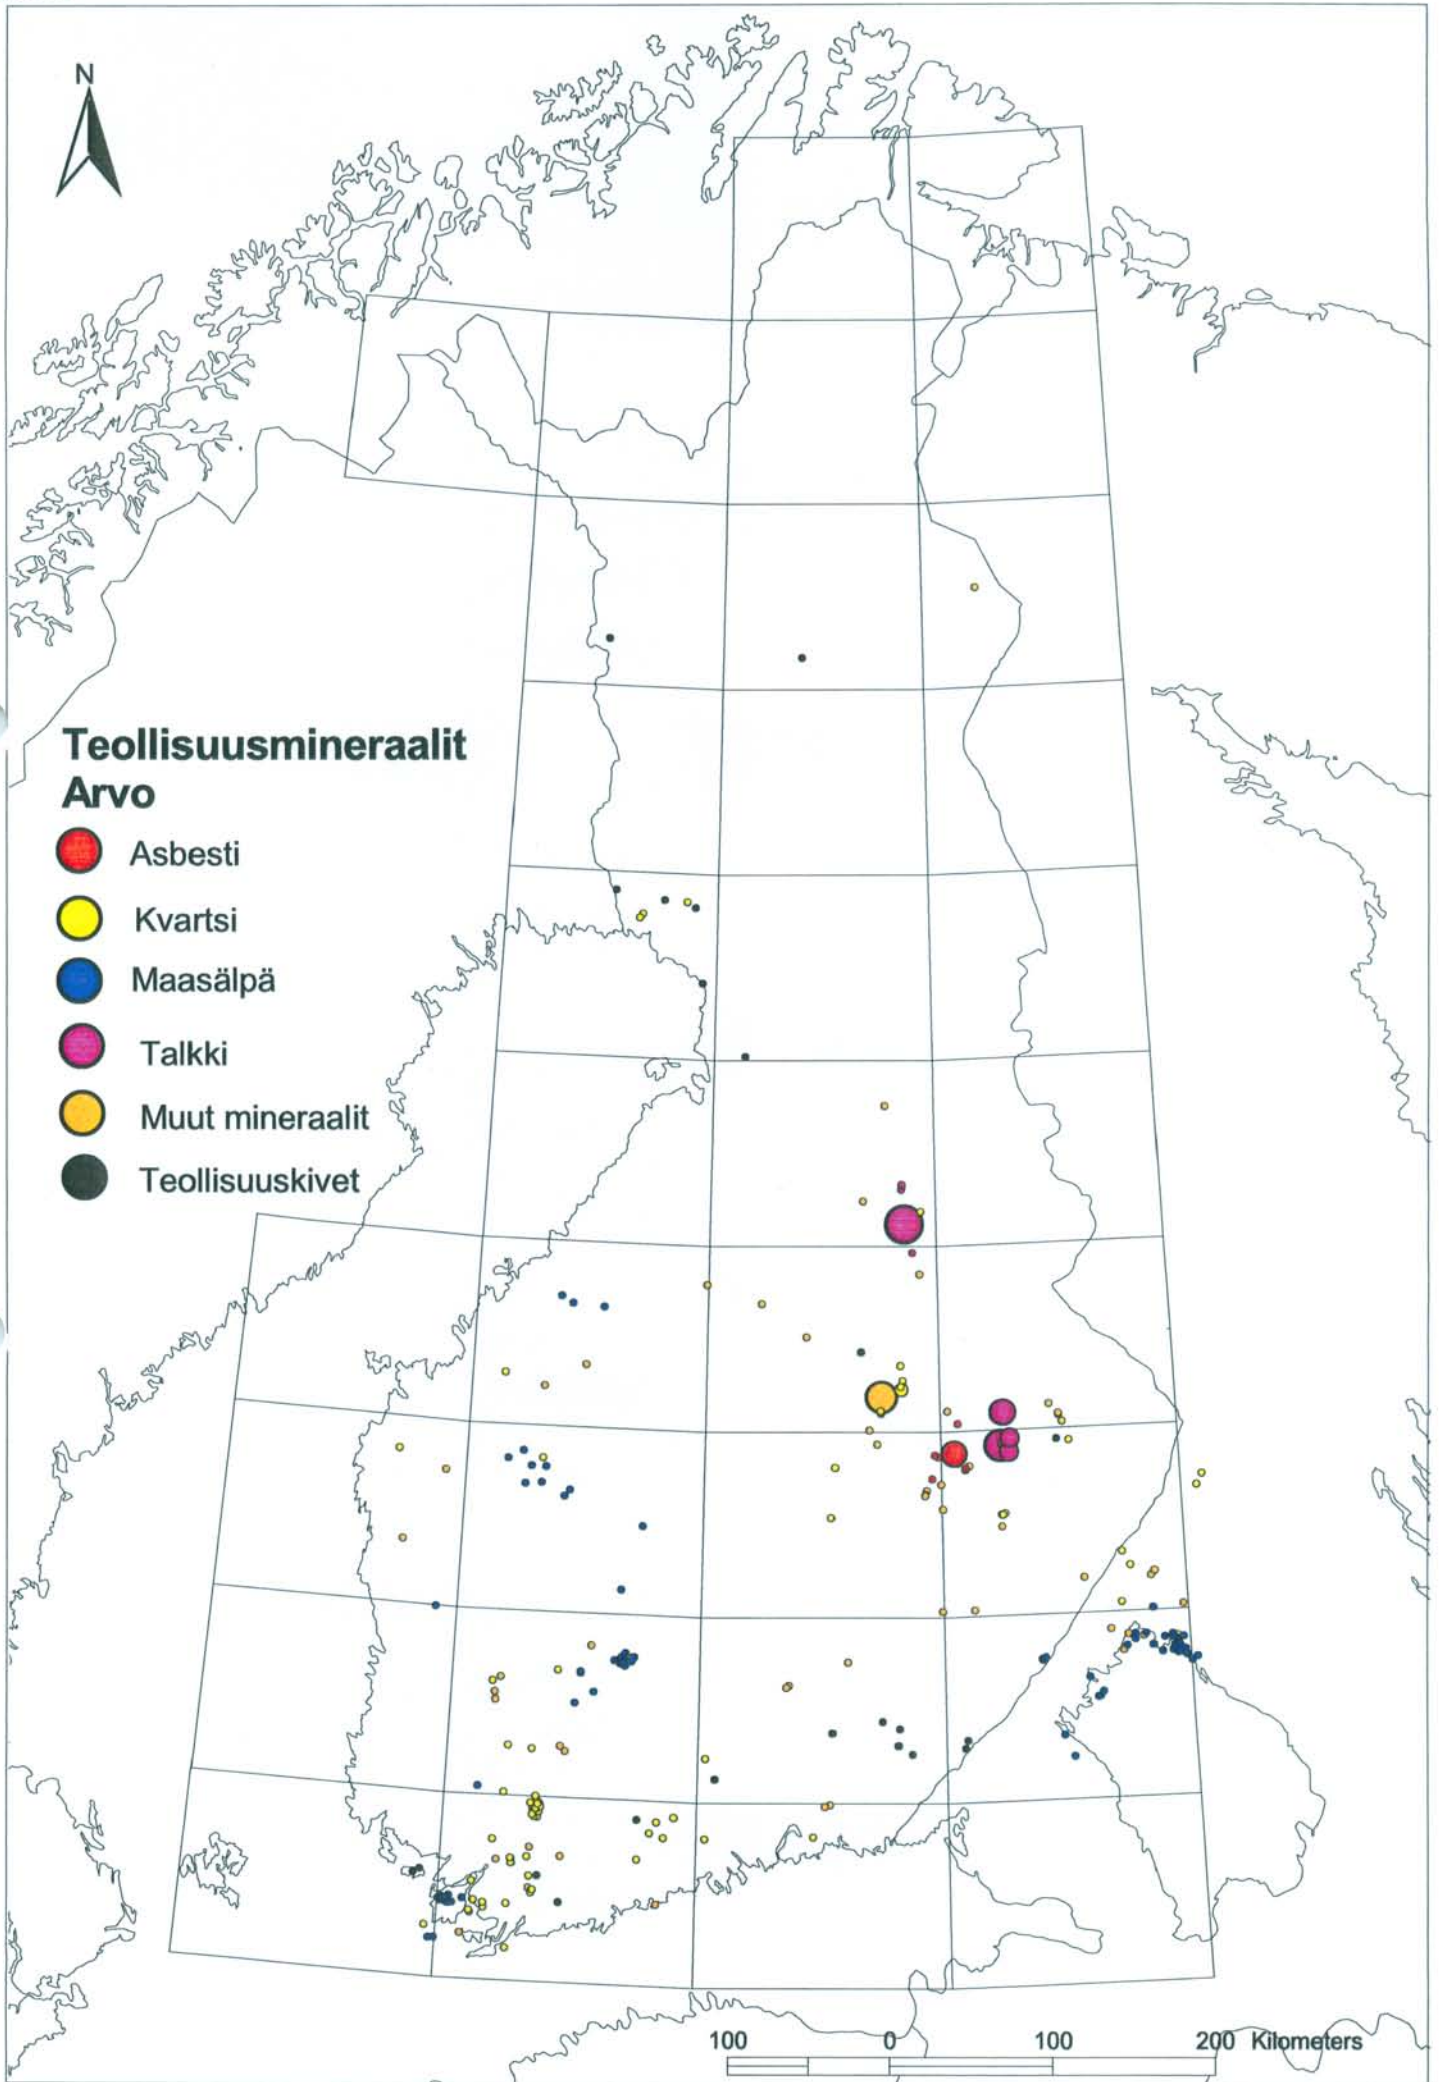 N
Teollisuusmineraalit
Arvo
Asbesti
Kvartsi
Maasälpä
Talkki
Muut mineraalit
Teollisuuskivet
100 0 100 200 Kilometers